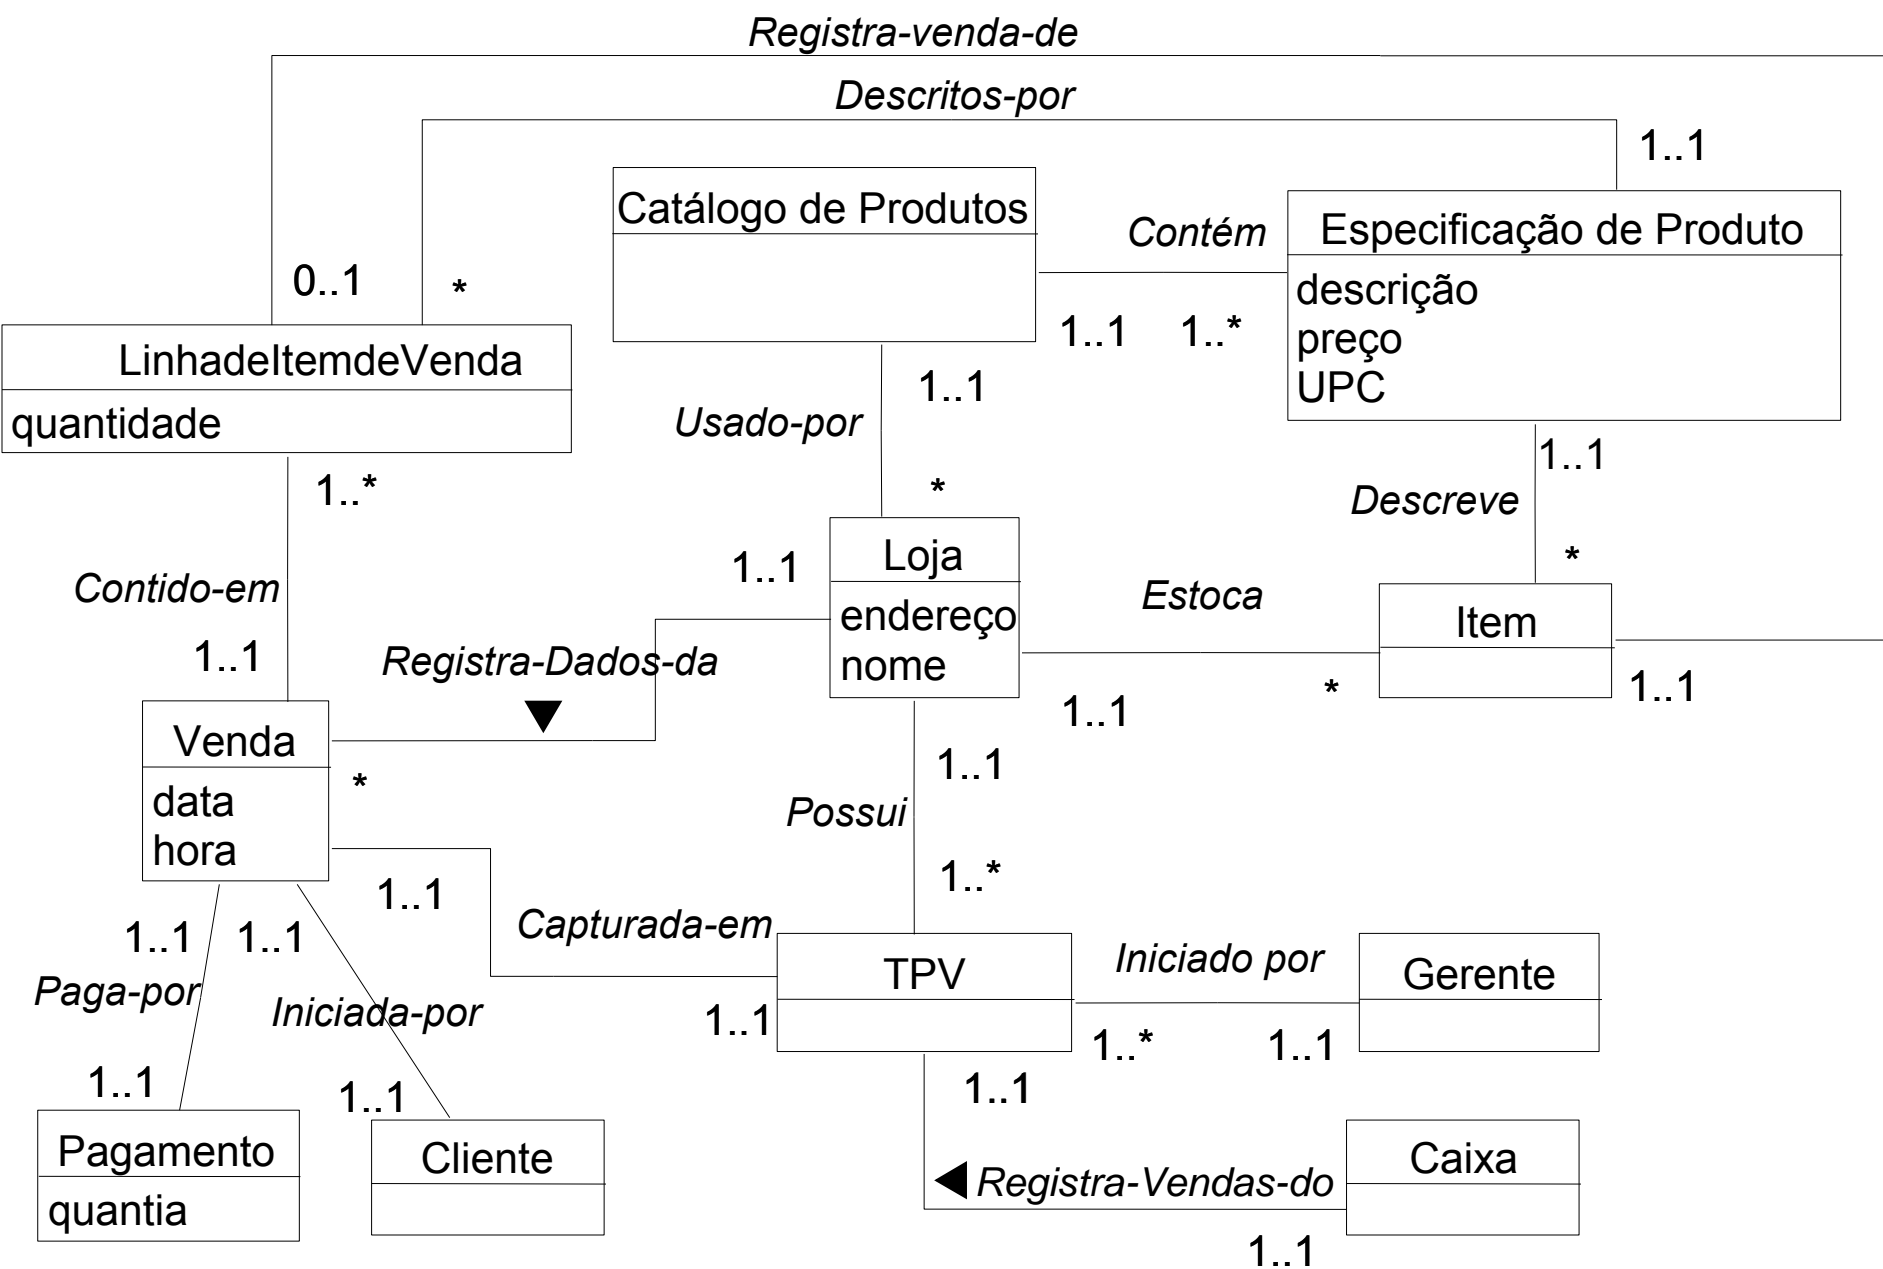 Registra-venda-de
Descritos-por
1..1
Catálogo de Produtos
Contém
Especificação de Produto
descrição
preço
UPC
0..1
*
1..1
1..*
LinhadeItemdeVenda
quantidade
1..1
Usado-por
*
1..*
1..1
Descreve
*
Contido-em
1..1
1..1
Loja
endereço
nome
Estoca
Item
1..1
*
1..1
Registra-Dados-da
Venda
data
hora
*
1..1
Possui
1..*
1..1
Capturada-em
1..1
1..1
1..1
Paga-por
Iniciada-por
TPV
Iniciado por
Gerente
1..*
1..1
1..1
1..1
1..1
Pagamento
quantia
Cliente
Registra-Vendas-do
Caixa
1..1